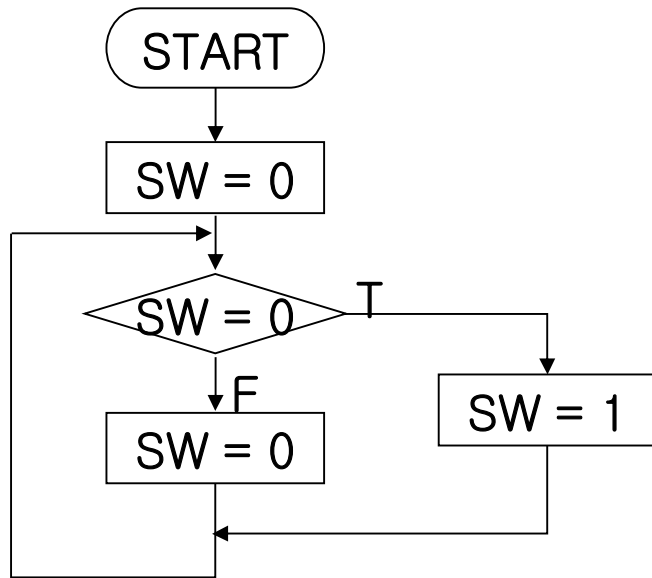 START
SW = 0
SW = 0
T
F
SW = 0
SW = 1